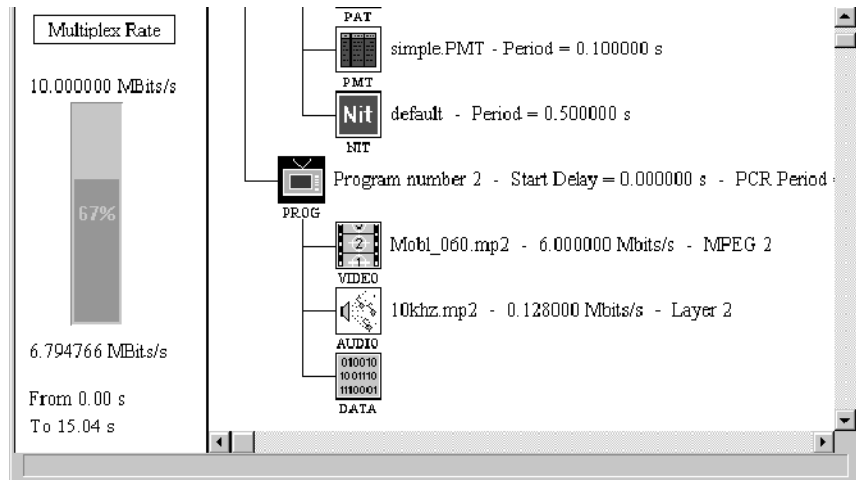 Multiplex Rate
10.000000 MBits/s
67%
6.794766 MBits/s
From 0.00 s
To 15.04 s
PAT
simple.PMT - Period = 0.100000 s
PMT
Nit
default - Period = 0.500000 s
NIT
Program number 2 - Start Delay = 0.000000 s - PCR Period =
PROG
2
1
Mobl_060.mp2 - 6.000000 Mbits/s - MPEG 2
VIDEO
10khz.mp2 - 0.128000 Mbits/s - Layer 2
AUDIO
010010
1001110
1110001
DATA